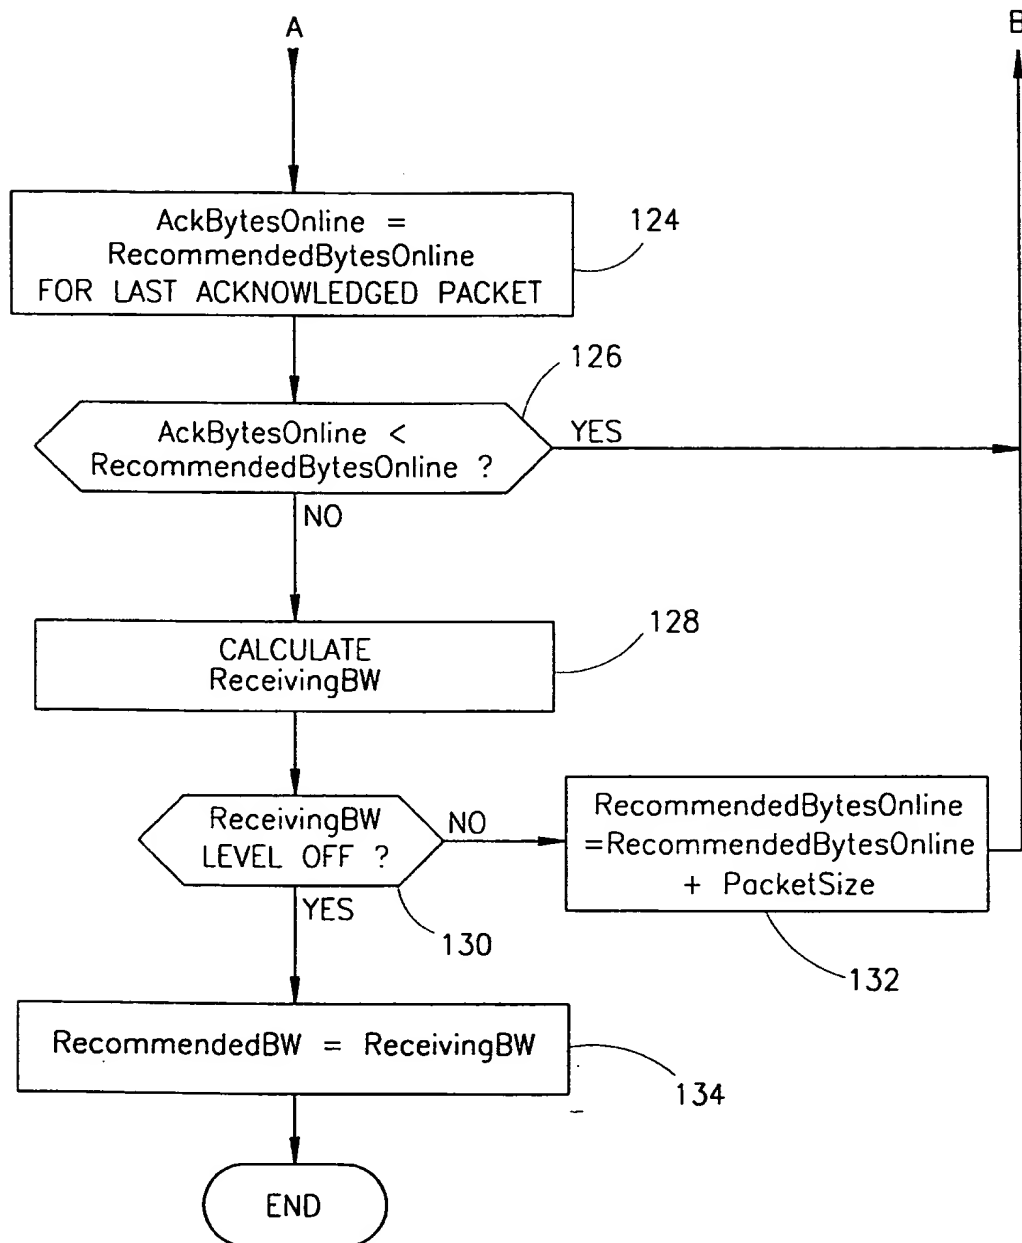 A
B
AckBytesOnline =
RecommendedBytesOnline
FOR LAST ACKNOWLEDGED PACKET
124
126
AckBytesOnline <
RecommendedBytesOnline ?
YES
NO
128
CALCULATE
ReceivingBW
ReceivingBW
LEVEL OFF ?
NO
RecommendedBytesOnline
=RecommendedBytesOnline
+ PacketSize
YES
130
132
RecommendedBW = ReceivingBW
134
END